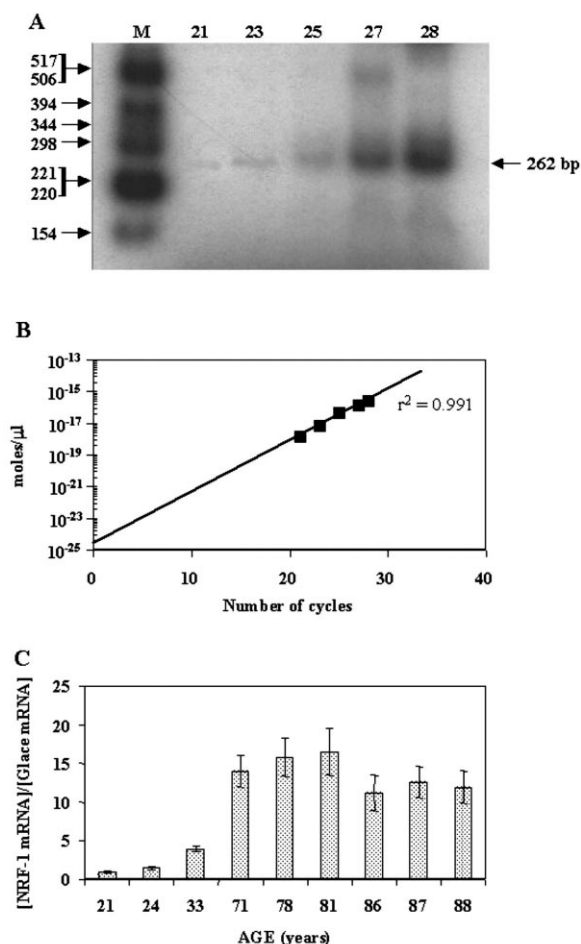 A
M 21 23 25 27 28
517
506
394
344
298
221
220
154
262 bp
B
10-13
10-15
10-17
10-19
10-21
10-23
10-25
moles/µl
r2 = 0.991
0 10 20 30 40
Number of cycles
C
25
20
15
10
5
0
[NRF-1 mRNA]/[Glace mRNA]
21 24 33 71 78 81 86 87 88
AGE (years)